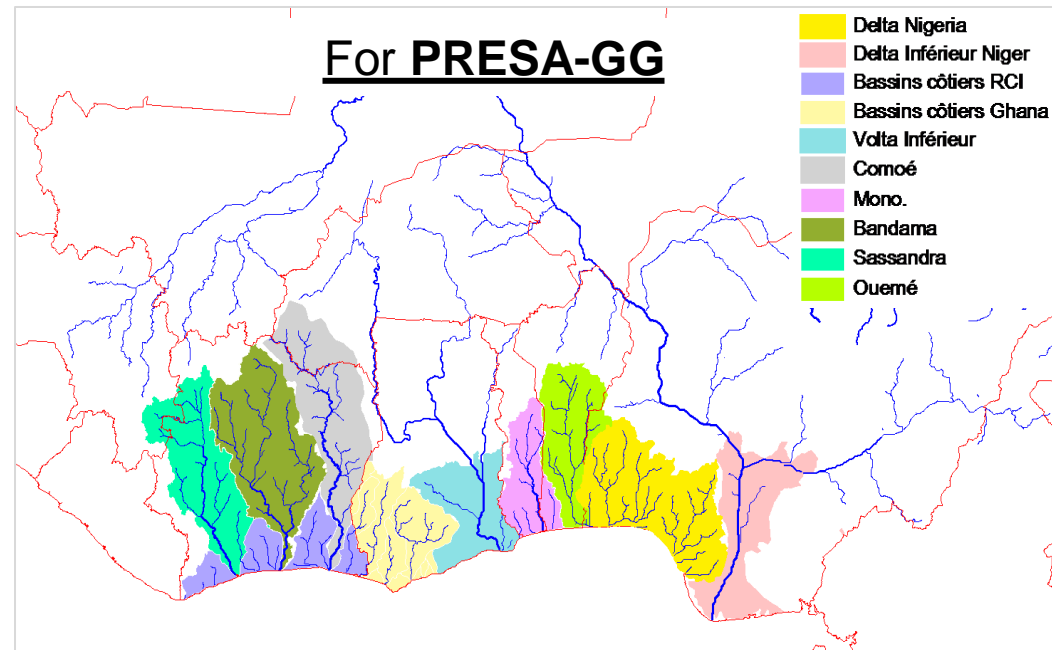 For PRESA-GG
Delta Nigeria
Delta Inférieur Niger
Bassins côtiers RCI
Bassins côtiers Ghana
Volta Inférieur
Comoé
Mono.
Bandama
Sassandra
Ouemé